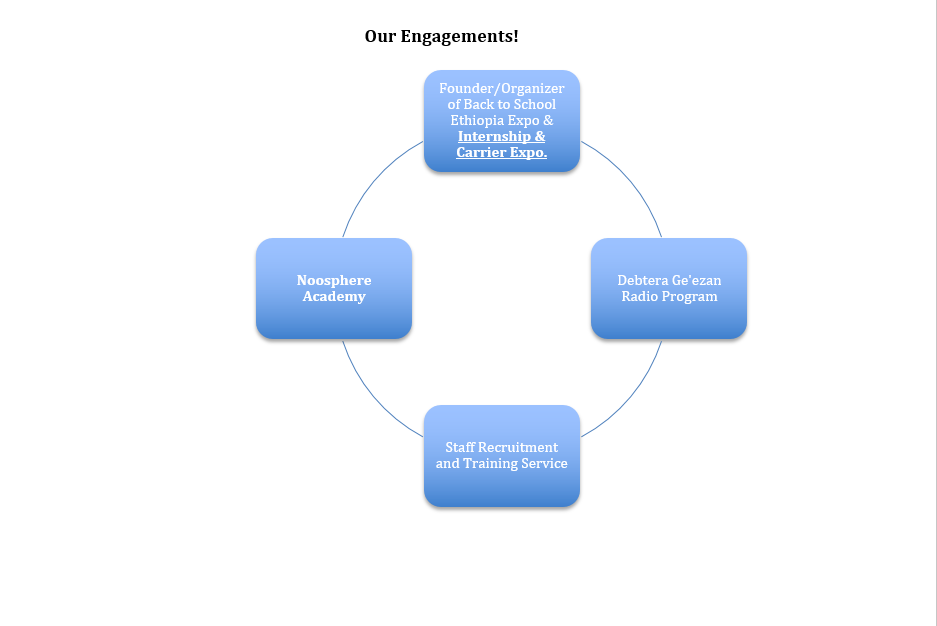 Our Engagements!
Founder/Organizer
of Back to School
Ethiopia Expo &
Internship &
Carrier Expo.
Noosphere
Academy
Debtera Ge'ezan
Radio Program
Staff Recruitment
and Training Service